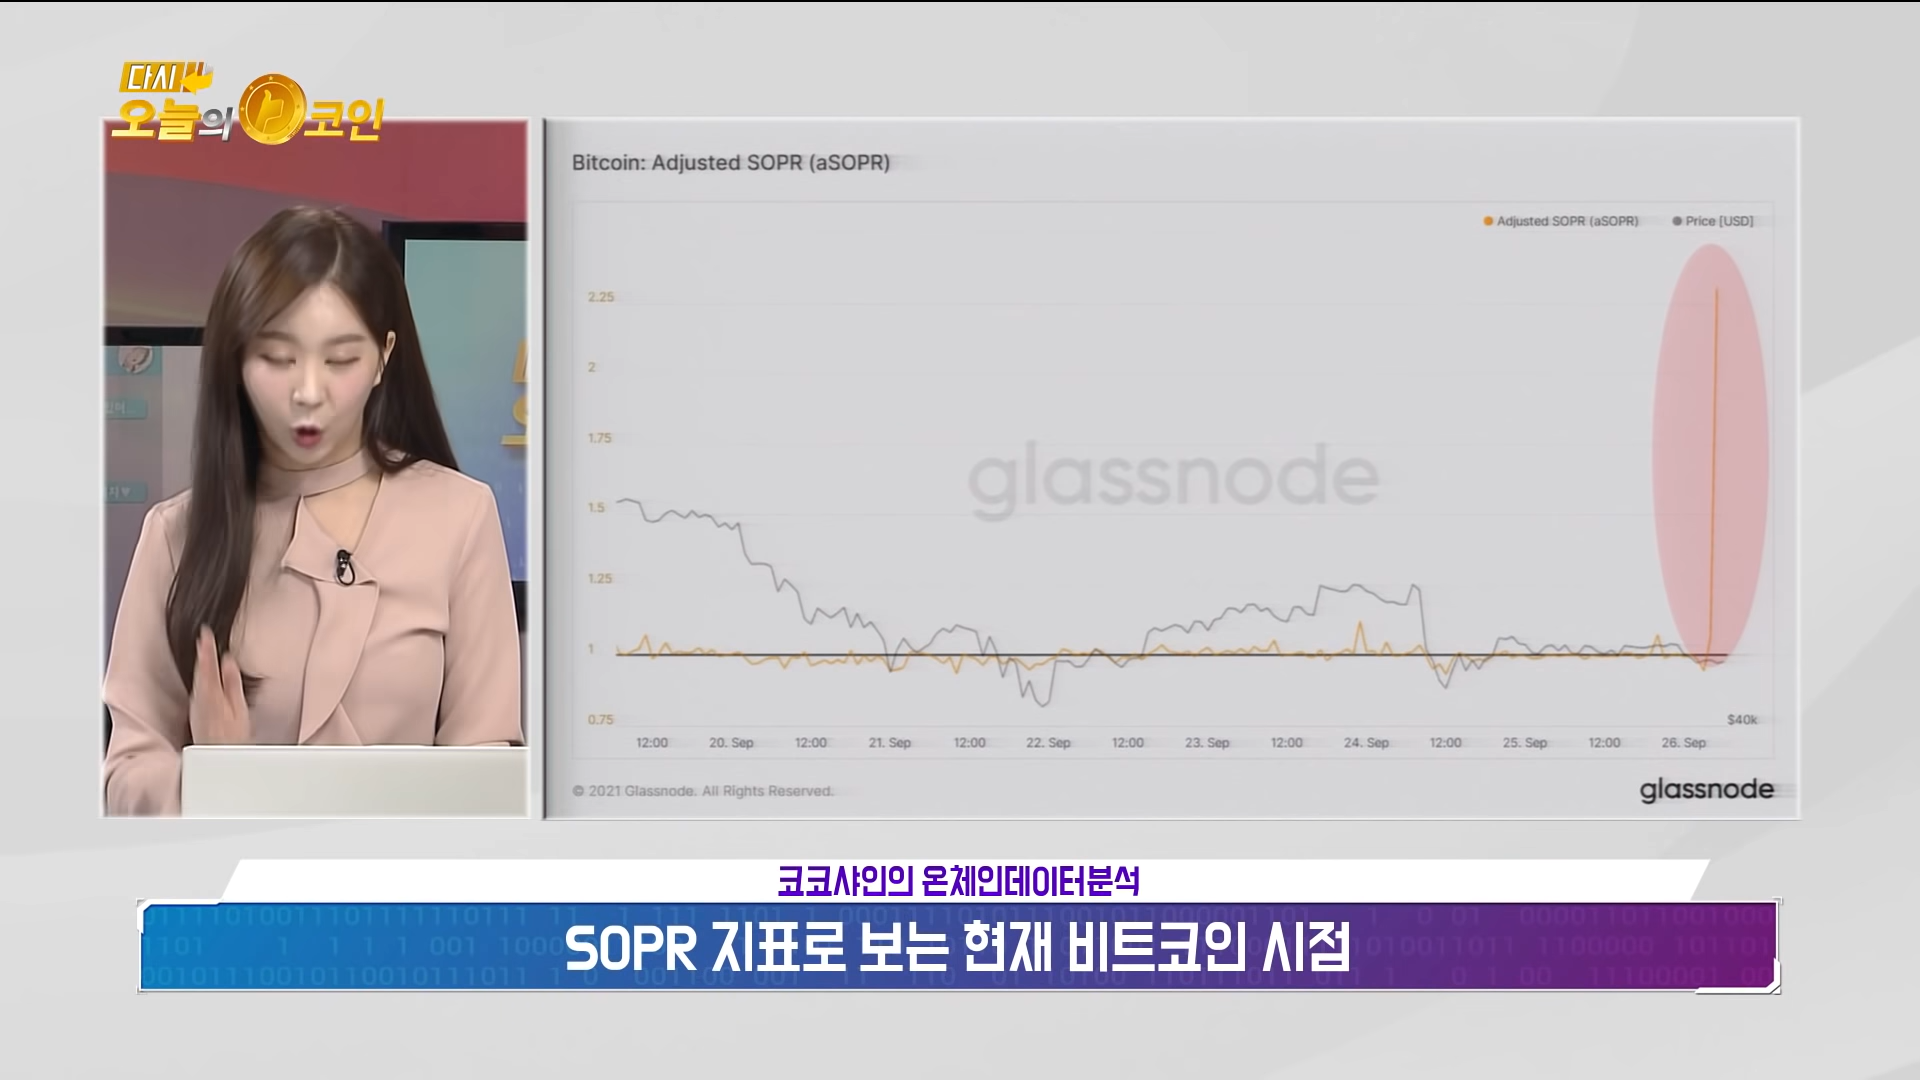 다시
오늘의 코인
Bitcoin: Adjusted SOPR (aSOPR)
Adjusted SOPR (aSOPR) Price [USD]
2.25
2
1.75
1.5
1.25
1
0.75
$40k
12:00 20. Sep 12:00 21. Sep 12:00 22. Sep 12:00 23. Sep 12:00 24. Sep 12:00 25. Sep 12:00 26. Sep
glassnode
© 2021 Glassnode. All Rights Reserved.
glassnode
코코샤인의 온체인데이터분석
SOPR 지표로 보는 현재 비트코인 시점